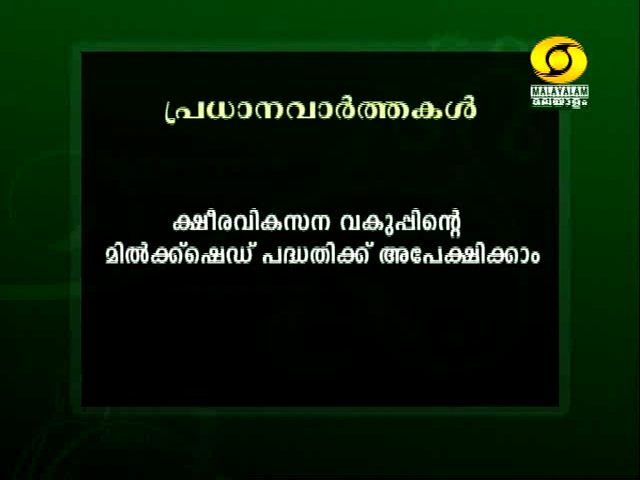 MALAYALAM
മലയാളം
പ്രധാനവാർത്തകൾ
ക്ഷീരവികസന വകുപ്പിന്റെ
മിൽക്ക്ഷെഡ് പദ്ധതിക്ക് അപേക്ഷിക്കാം